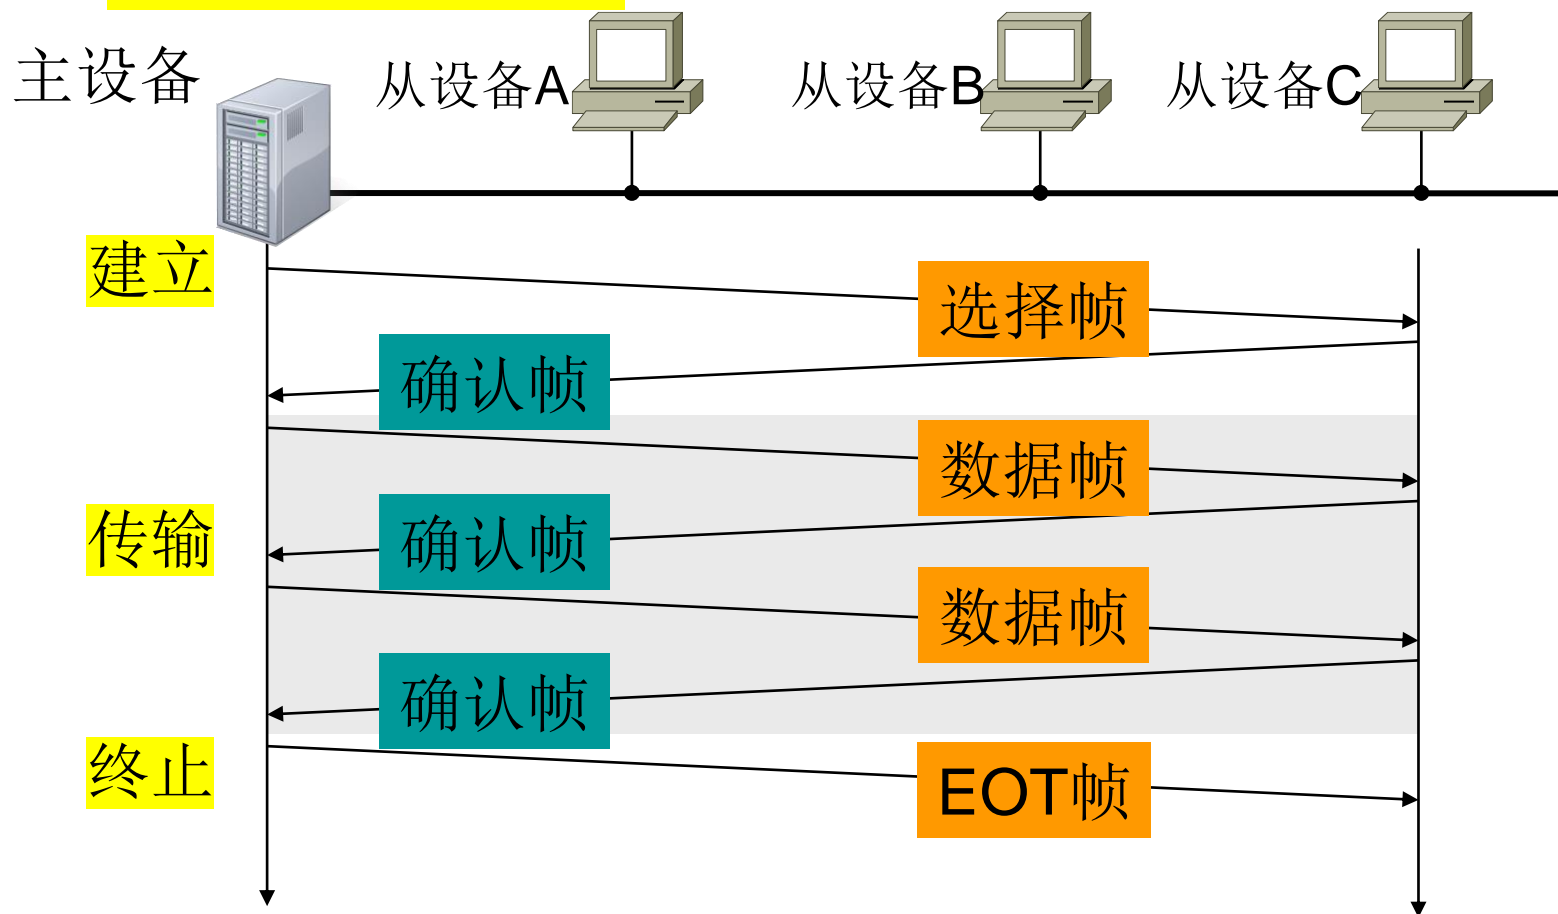 主设备
从设备A
从设备B
从设备C
建立
选择帧
确认帧
数据帧
传输
确认帧
数据帧
确认帧
终止
EOT帧